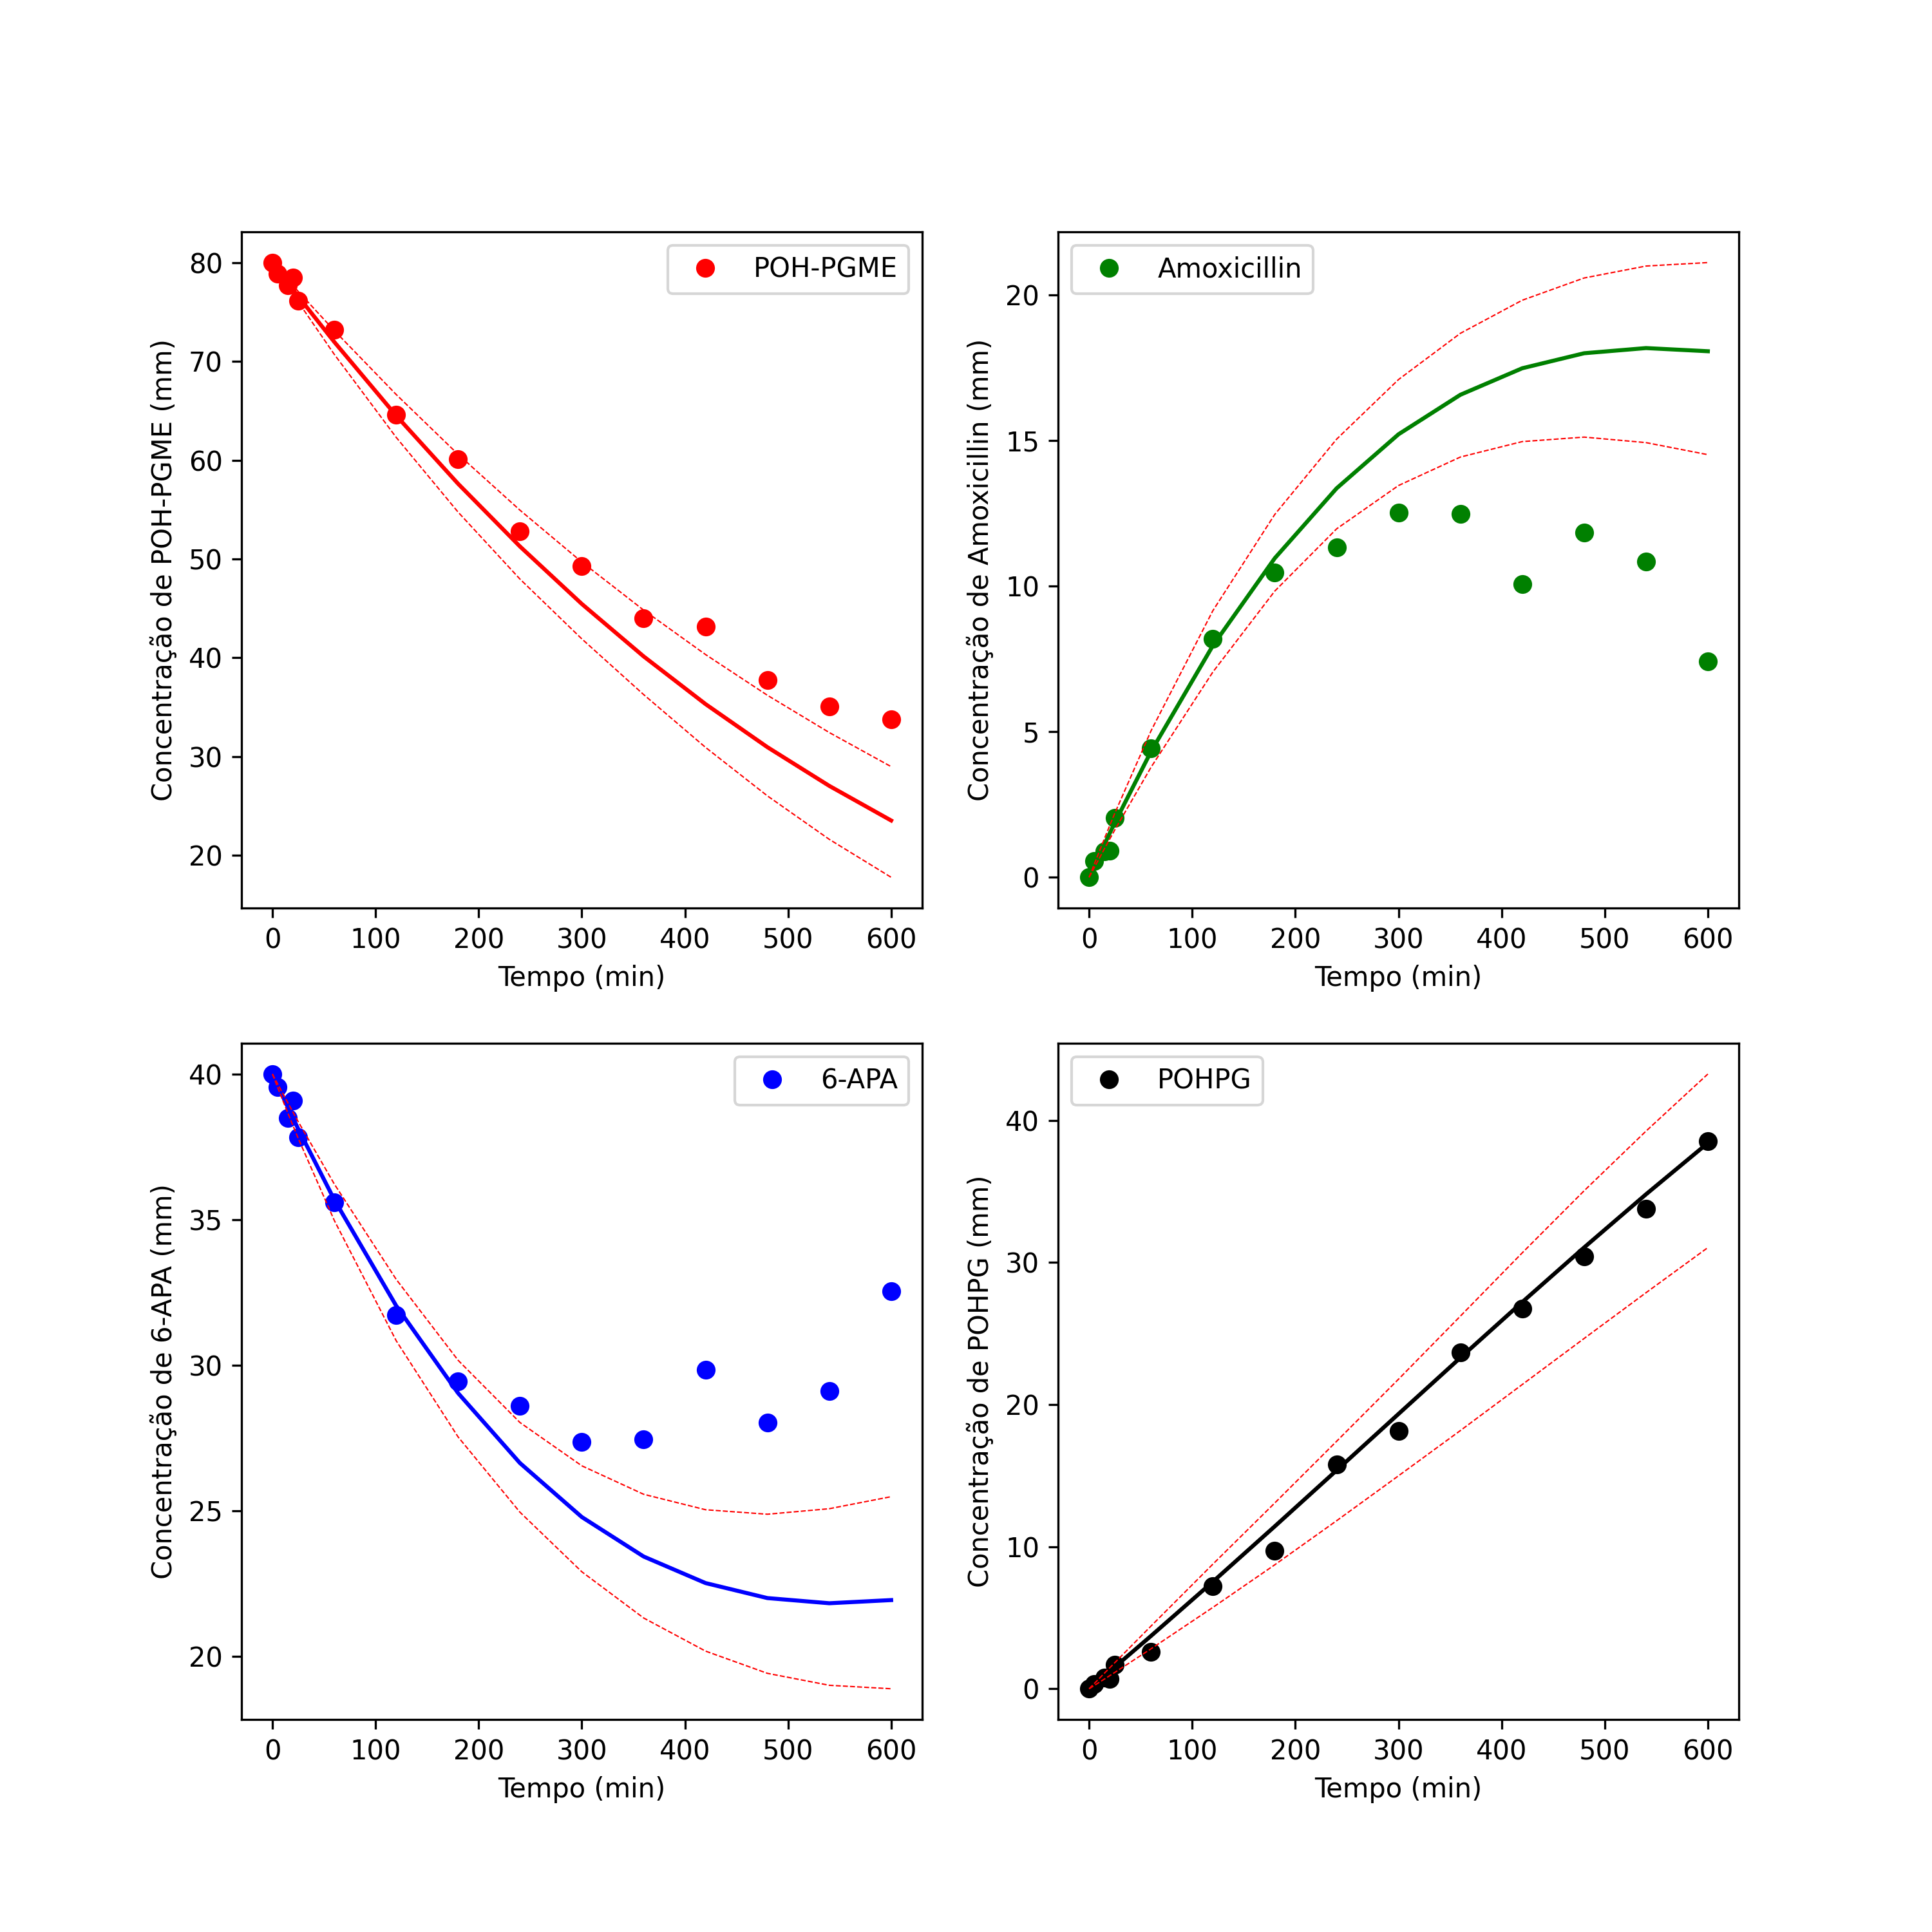 POH-PGME
Concentração de POH-PGME (mm)
80
70
60
50
40
30
20
0 100 200 300 400 500 600
Tempo (min)
Amoxicillin
Concentração de Amoxicillin (mm)
20
15
10
5
0
0 100 200 300 400 500 600
Tempo (min)
6-APA
Concentração de 6-APA (mm)
40
35
30
25
20
0 100 200 300 400 500 600
Tempo (min)
POHPG
Concentração de POHPG (mm)
40
30
20
10
0
0 100 200 300 400 500 600
Tempo (min)